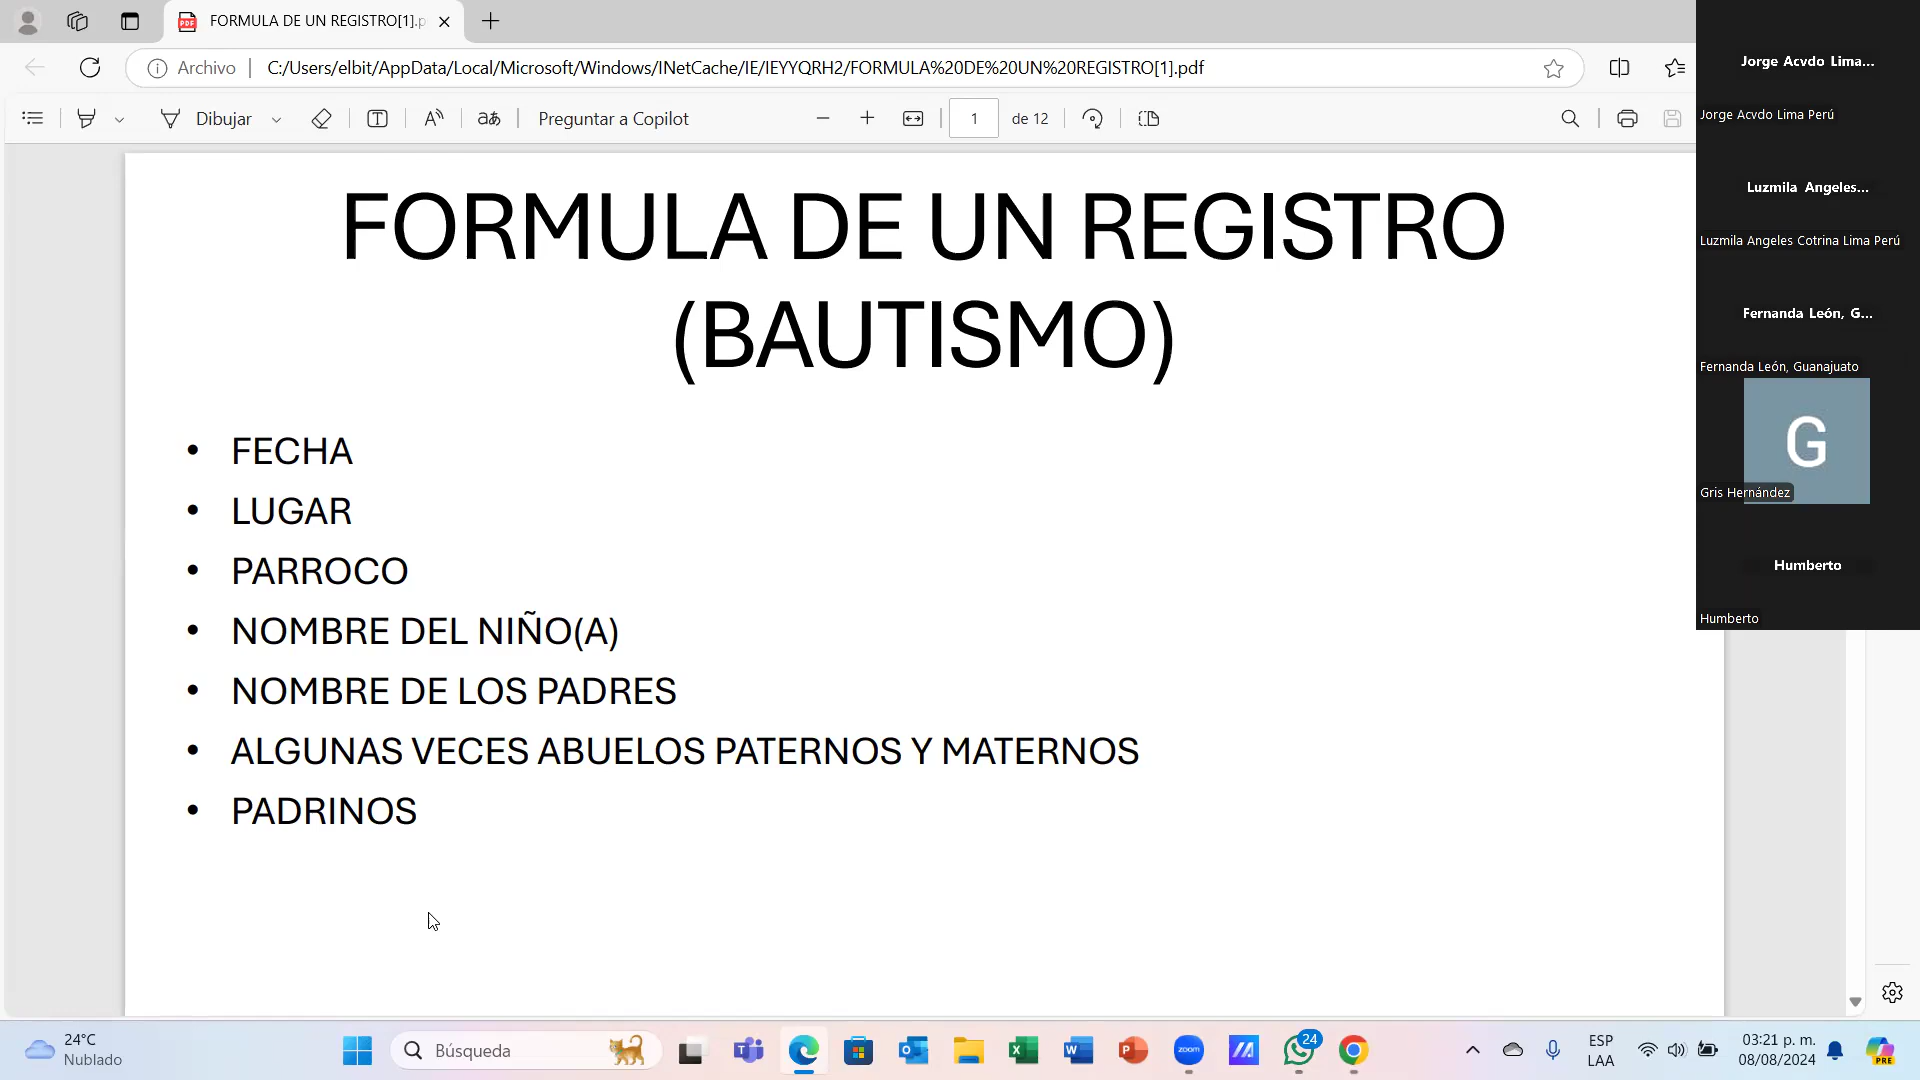 FORMULA DE UN REGISTRO[1].p
Archivo
C:/Users/elbit/AppData/Local/Microsoft/Windows/INetCache/IE/IEYYQRH2/FORMULA%20DE%20UN%20REGISTRO[1].pdf
Dibujar
Preguntar a Copilot
1
de 12
FORMULA DE UN REGISTRO
(BAUTISMO)
• FECHA
• LUGAR
• PARROCO
• NOMBRE DEL NIÑO(A)
• NOMBRE DE LOS PADRES
• ALGUNAS VECES ABUELOS PATERNOS Y MATERNOS
• PADRINOS
Jorge Acvdo Lima...
Jorge Acvdo Lima Perú
Luzmila Angeles...
Luzmila Angeles Cotrina Lima Perú
Fernanda León, G...
Fernanda León, Guanajuato
G
Gris Hernández
Humberto
Humberto
24°C
Nublado
Búsqueda
zoom
24
ESP
LAA
03:21 p. m.
08/08/2024
PRE